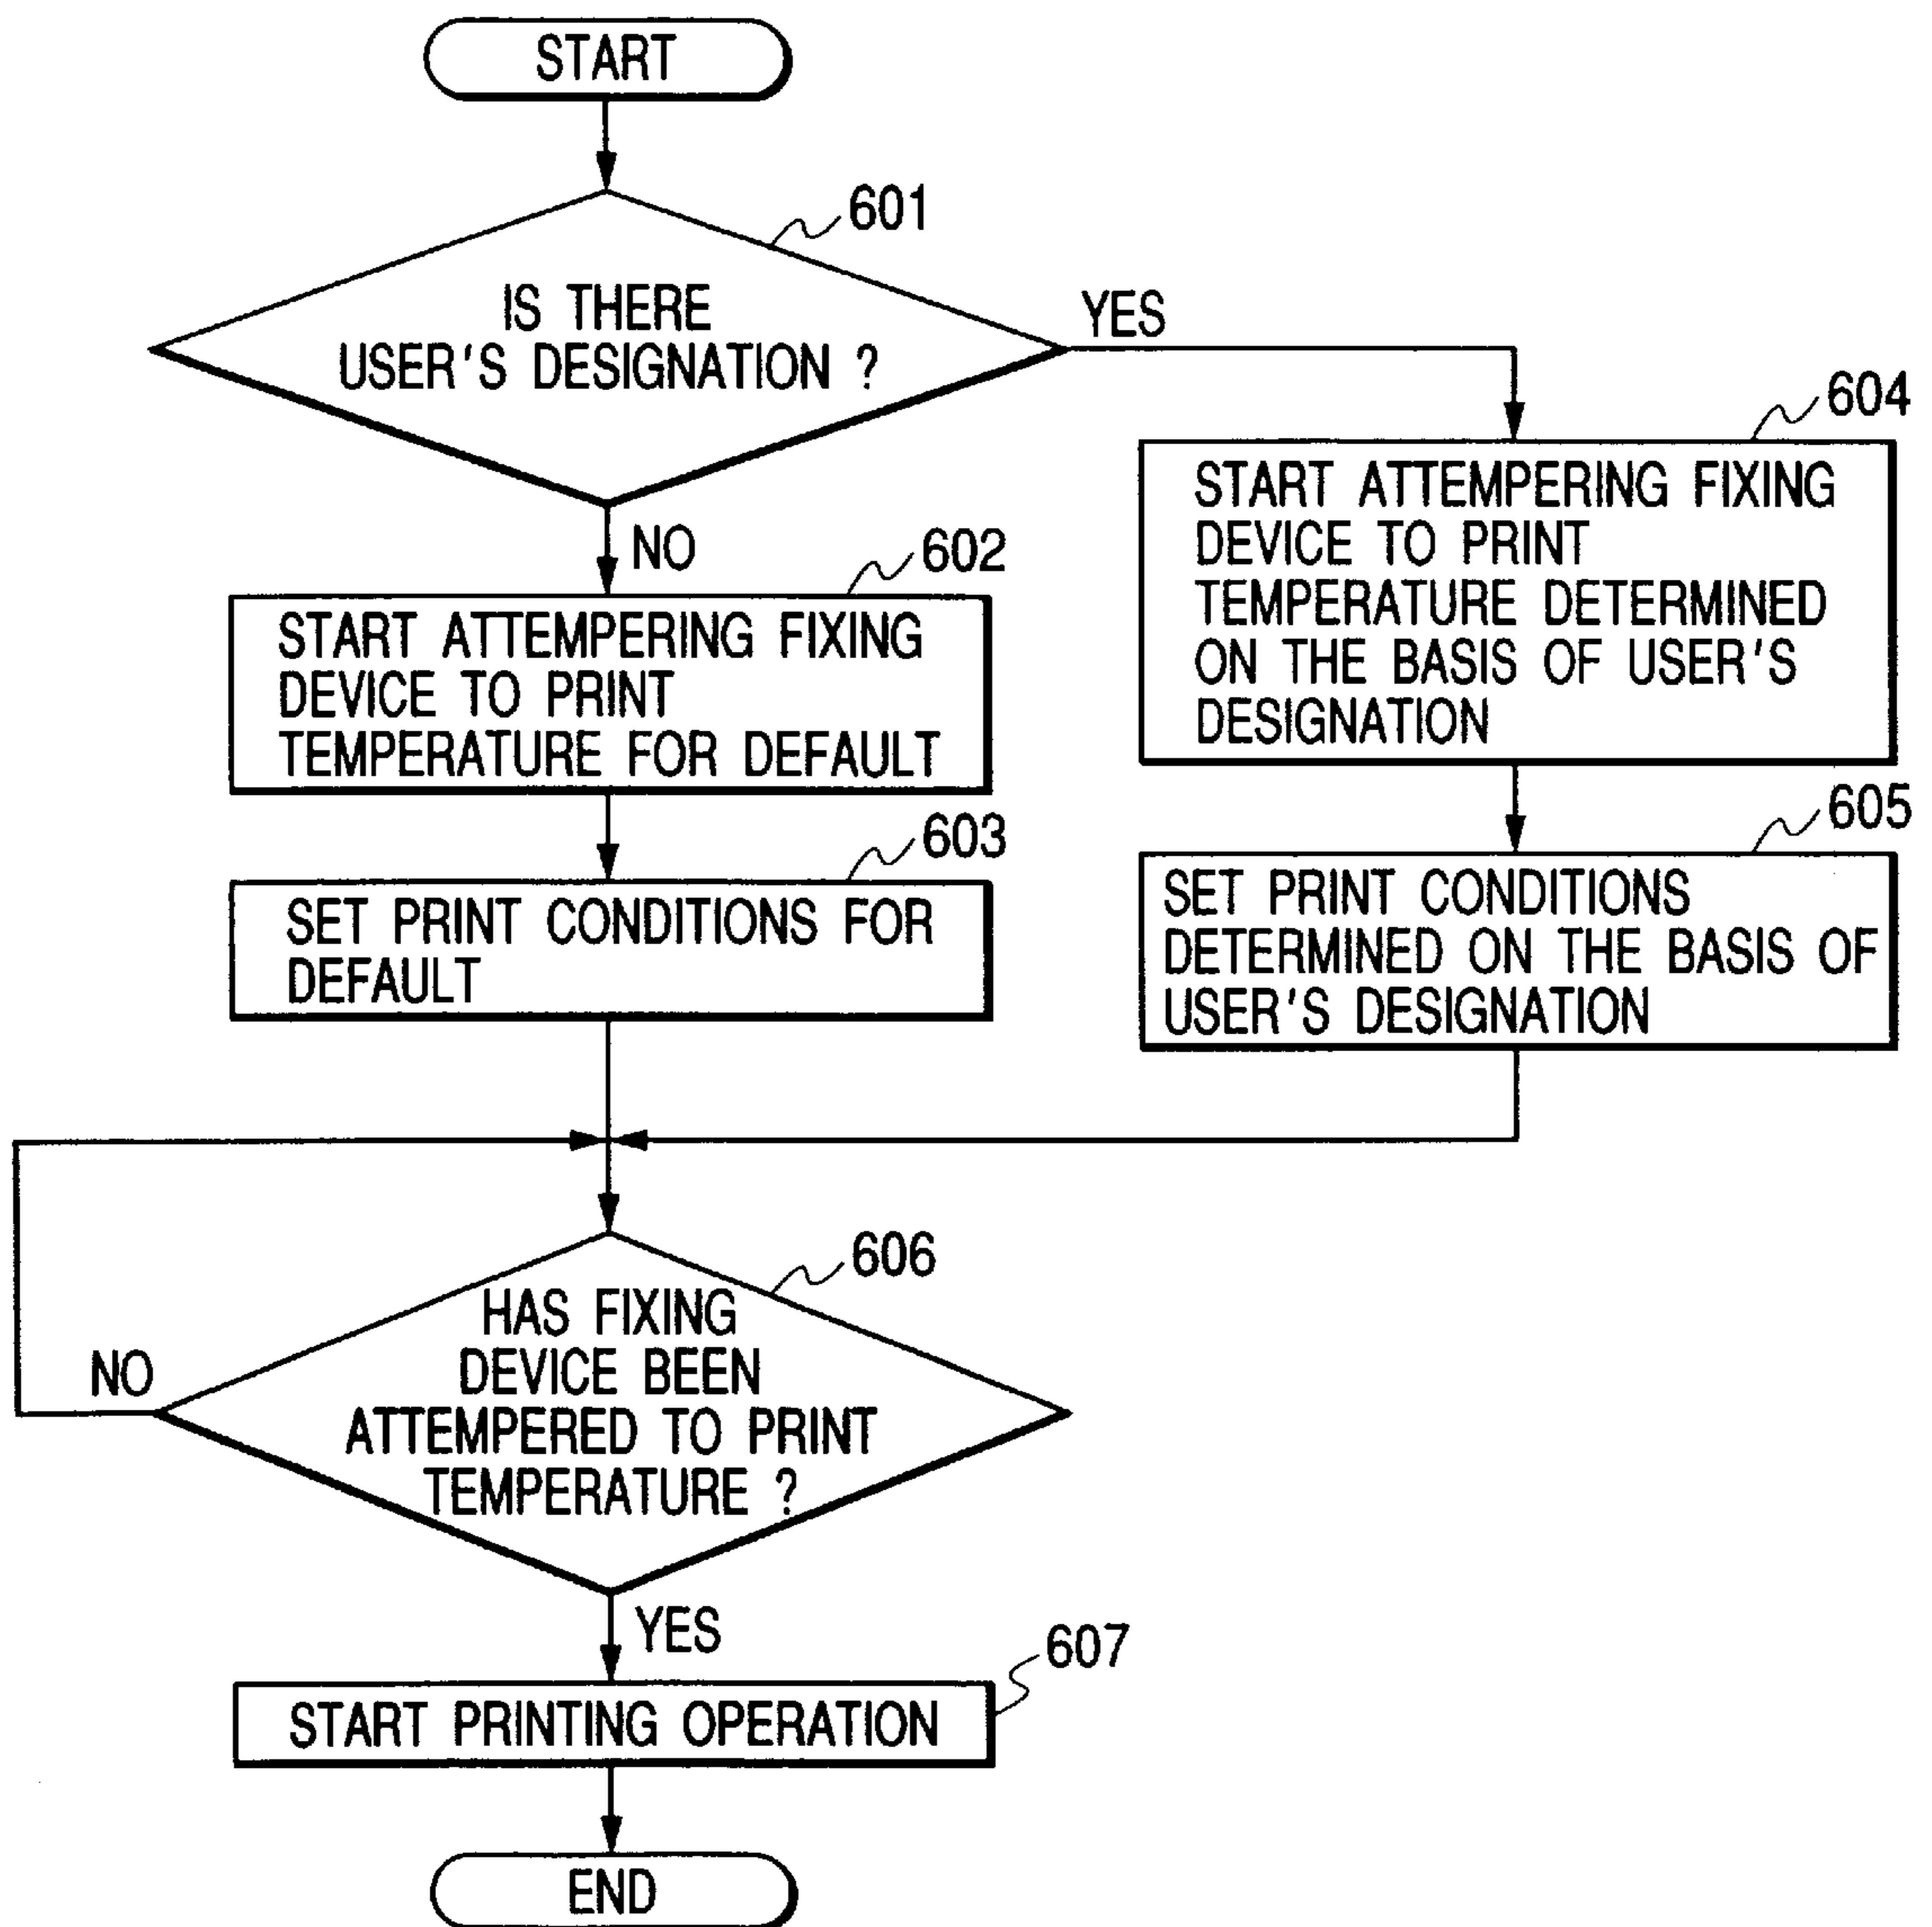 START
601
IS THERE
USER'S DESIGNATION ?
YES
NO
602
START ATTEMPERING FIXING
DEVICE TO PRINT
TEMPERATURE FOR DEFAULT
603
SET PRINT CONDITIONS FOR
DEFAULT
604
START ATTEMPERING FIXING
DEVICE TO PRINT
TEMPERATURE DETERMINED
ON THE BASIS OF USER'S
DESIGNATION
605
SET PRINT CONDITIONS
DETERMINED ON THE BASIS OF
USER'S DESIGNATION
606
HAS FIXING
DEVICE BEEN
ATTEMPERED TO PRINT
TEMPERATURE ?
NO
YES
607
START PRINTING OPERATION
END